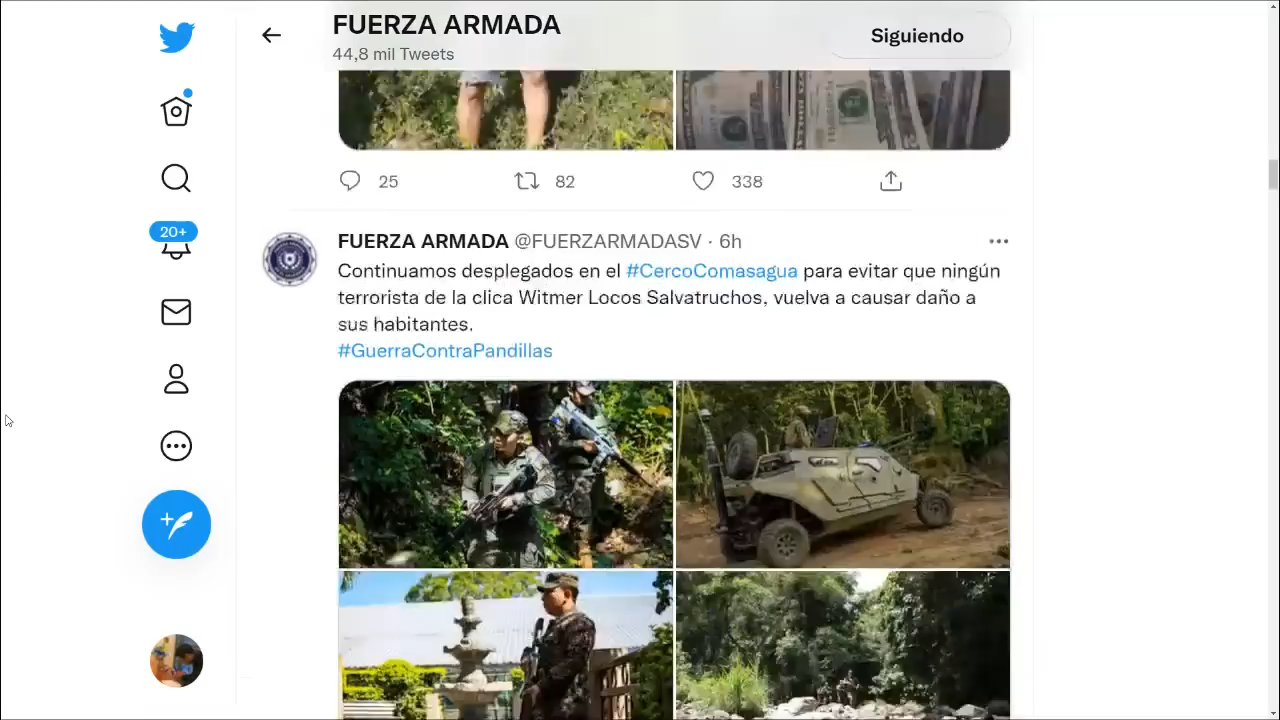 FUERZA ARMADA
44,8 mil Tweets
Siguiendo
25
82
338
20+
FUERZA ARMADA @FUERZARMADASV · 6h
Continuamos desplegados en el #CercoComasagua para evitar que ningún
terrorista de la clica Witmer Locos Salvatruchos, vuelva a causar daño a
sus habitantes.
#GuerraContraPandillas